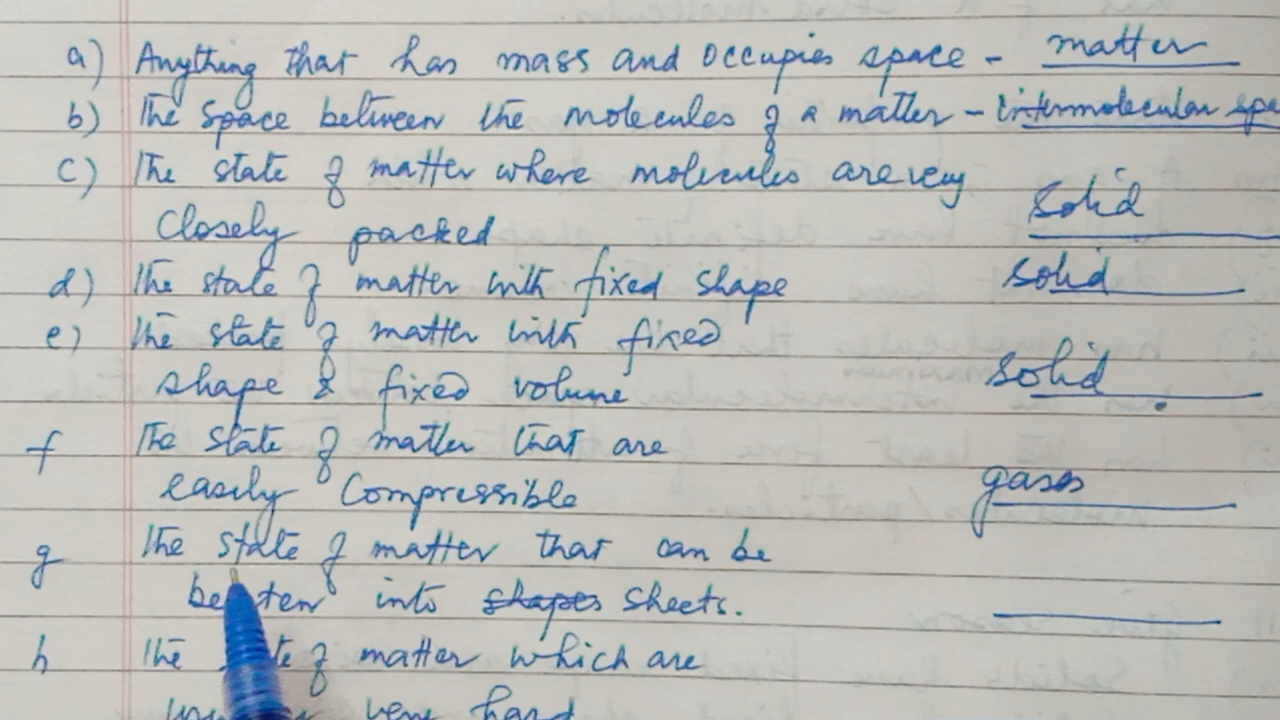 a) Anything that has mass and occupies space - matter
b) The space between the molecules of a matter - Intermolecular spa
c) The state of matter where molecules are very
closely packed solid
d) The state of matter with fixed shape solid
e) The state of matter with fixed
shape & fixed volume solid
f The state of matter that are
easily compressible gases
g The state of matter that can be
beaten into shapes sheets.
h The state of matter which are
very hard